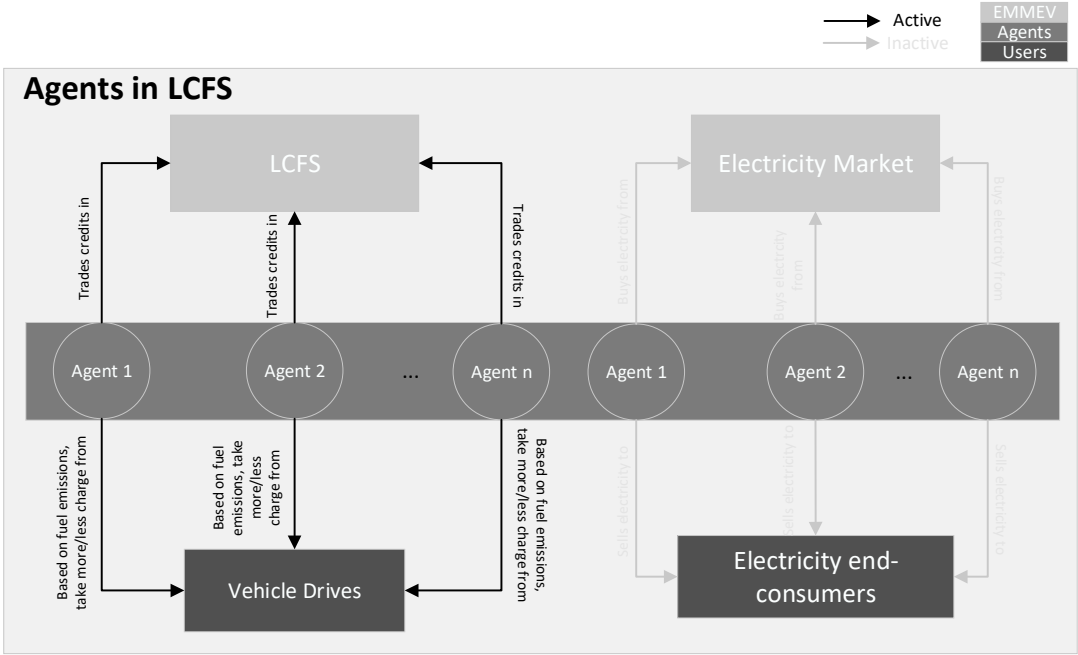 Active
Inactive
EMMEV
Agents
Users
Agents in LCFS
LCFS
Electricity Market
Trades credits in
Trades credits in
Trades credits in
Buys electrcity from
Buys electrcity
from
Buys electrcity from
Agent 1
Agent 2
...
Agent n
Agent 1
Agent 2
...
Agent n
Based on fuel emissions,
take more/less charge from
Based on fuel
emissions, take
more/less
charge from
Based on fuel emissions,
take more/less charge from
Sells electricity to
Sells electricity to
Sells electricity to
Vehicle Drives
Electricity end-
consumers